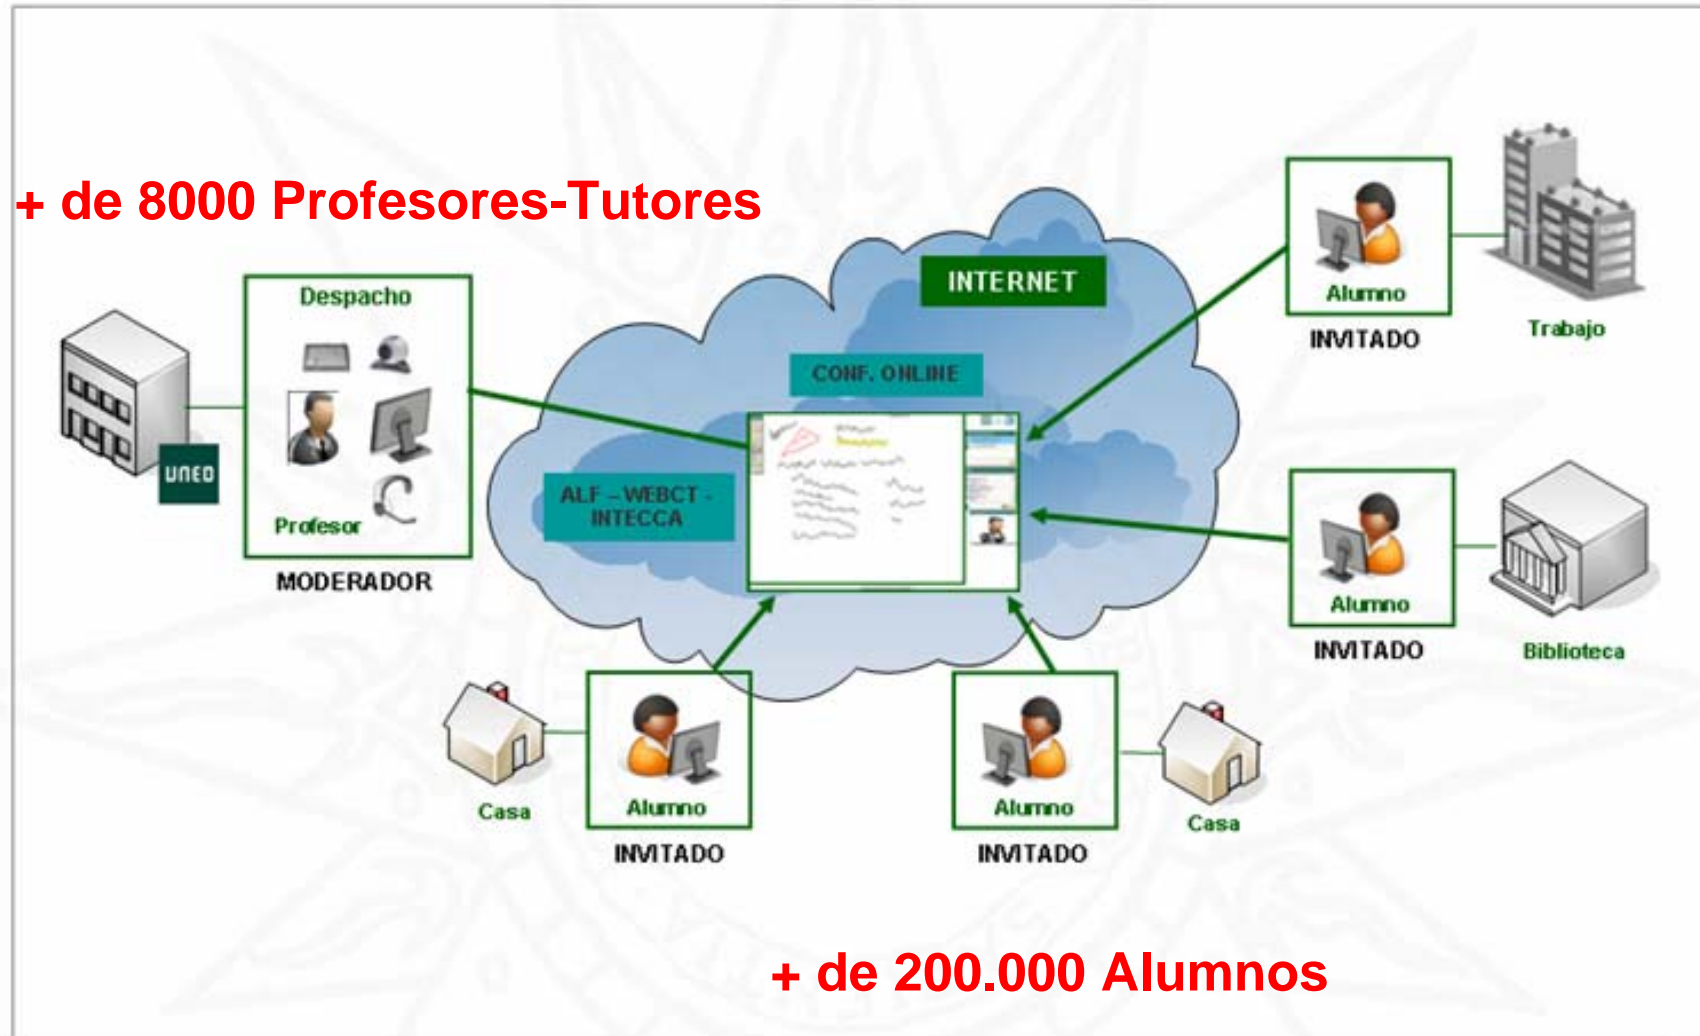 + de 8000 Profesores-Tutores
INTERNET
Despacho
Alumno
INVITADO
Trabajo
CONF. ONLINE
UNED
ALF – WEBCT -
INTECCA
Profesor
MODERADOR
Alumno
INVITADO
Biblioteca
Casa
Alumno
INVITADO
Alumno
INVITADO
Casa
+ de 200.000 Alumnos